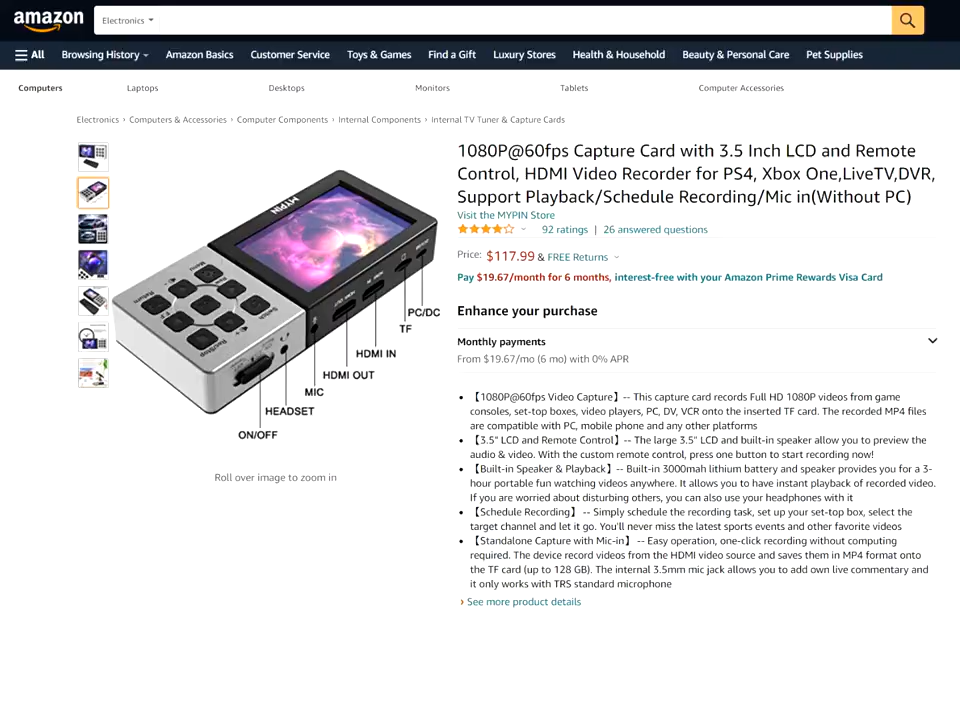 amazon
Electronics
All
Browsing History
Amazon Basics
Customer Service
Toys & Games
Find a Gift
Luxury Stores
Health & Household
Beauty & Personal Care
Pet Supplies
Computers
Laptops
Desktops
Monitors
Tablets
Computer Accessories
Electronics › Computers & Accessories › Computer Components › Internal Components › Internal TV Tuner & Capture Cards
1080P@60fps Capture Card with 3.5 Inch LCD and Remote
Control, HDMI Video Recorder for PS4, Xbox One,LiveTV,DVR,
Support Playback/Schedule Recording/Mic in(Without PC)
Visit the MYPIN Store
92 ratings | 26 answered questions
Price: $117.99 & FREE Returns
Pay $19.67/month for 6 months, interest-free with your Amazon Prime Rewards Visa Card
Enhance your purchase
Monthly payments
From $19.67/mo (6 mo) with 0% APR
• 【1080P@60fps Video Capture】-- This capture card records Full HD 1080P videos from game
consoles, set-top boxes, video players, PC, DV, VCR onto the inserted TF card. The recorded MP4 files
are compatible with PC, mobile phone and any other platforms
• 【3.5" LCD and Remote Control】-- The large 3.5" LCD and built-in speaker allow you to preview the
audio & video. With the custom remote control, press one button to start recording now!
• 【Built-in Speaker & Playback】-- Built-in 3000mah lithium battery and speaker provides you for a 3-
hour portable fun watching videos anywhere. It allows you to have instant playback of recorded video.
If you are worried about disturbing others, you can also use your headphones with it
• 【Schedule Recording】 -- Simply schedule the recording task, set up your set-top box, select the
target channel and let it go. You'll never miss the latest sports events and other favorite videos
• 【Standalone Capture with Mic-in】 -- Easy operation, one-click recording without computing
required. The device record videos from the HDMI video source and saves them in MP4 format onto
the TF card (up to 128 GB). The internal 3.5mm mic jack allows you to add own live commentary and
it only works with TRS standard microphone
› See more product details
MYPIN
Menu
Return
Switch
Rec/Stop
PC/DC
TF
HDMI IN
HDMI OUT
MIC
HEADSET
ON/OFF
Roll over image to zoom in